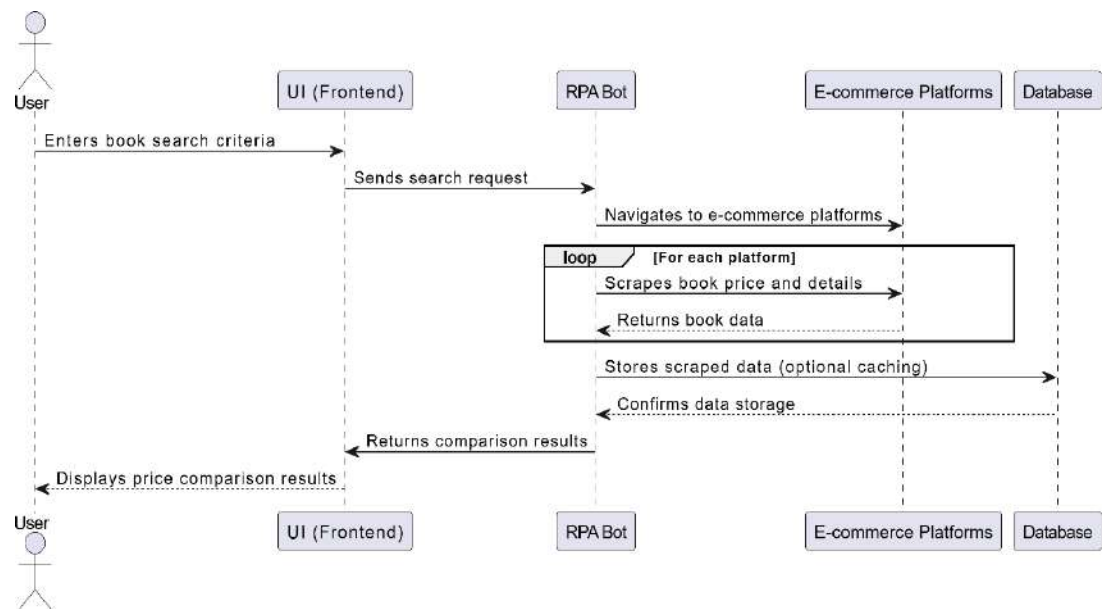 User
UI (Frontend)
RPA Bot
E-commerce Platforms
Database
Enters book search criteria
Sends search request
Navigates to e-commerce platforms
loop
[For each platform]
Scrapes book price and details
Returns book data
Stores scraped data (optional caching)
Confirms data storage
Returns comparison results
Displays price comparison results
User
UI (Frontend)
RPA Bot
E-commerce Platforms
Database